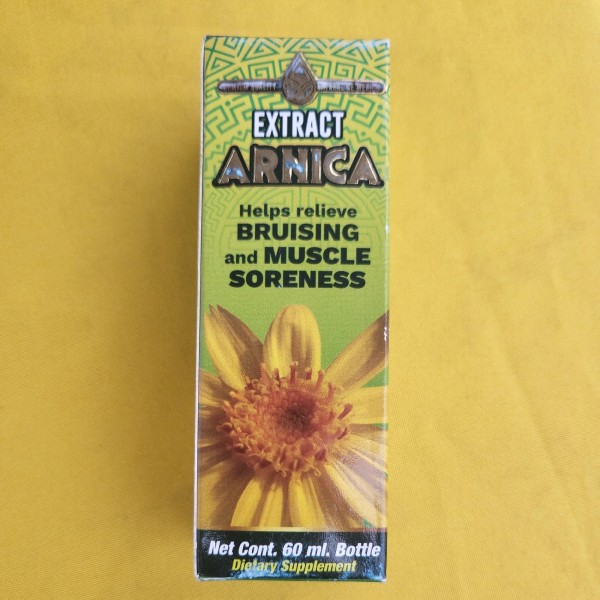 EXTRACT
ARNICA
Helps relieve
BRUISING
and MUSCLE
SORENESS
Net Cont. 60 ml. Bottle
Dietary Supplement